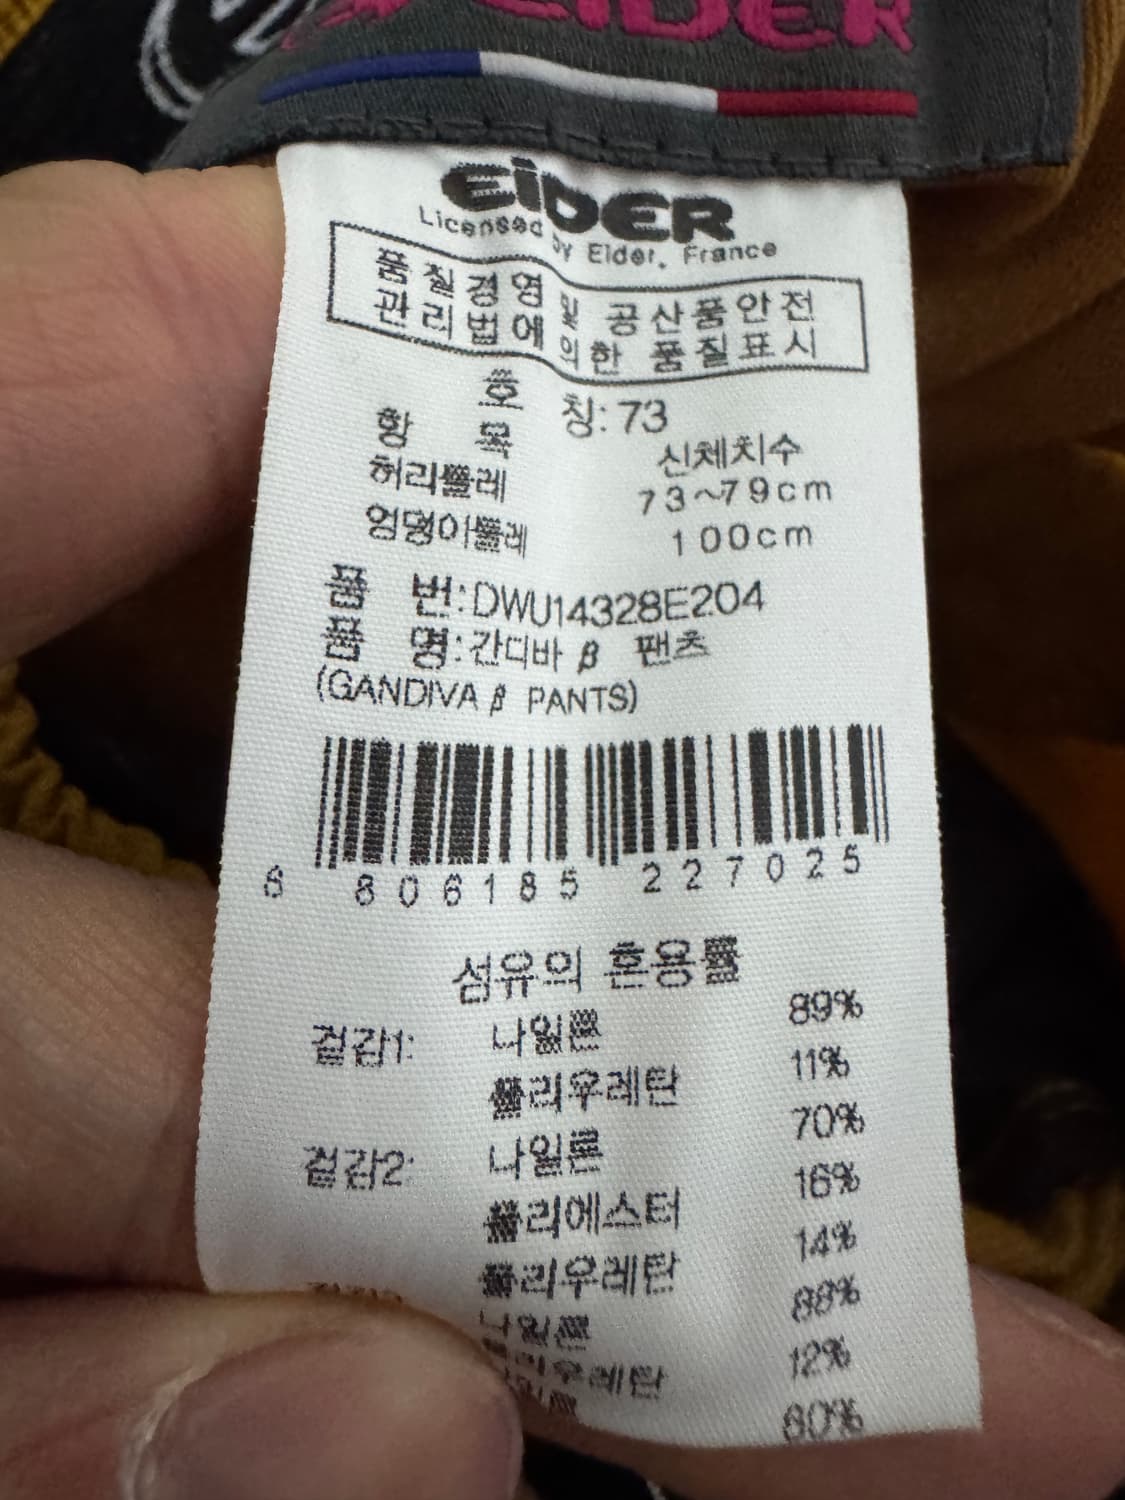 EiDER
EiDER
Licensed by Eider, France
품질경영 및 공산품안전
관리법에 의한 품질표시
호 칭: 73
항 목 신체치수
허리둘레 73~79cm
엉덩이둘레 100cm
품 번: DWU14328E204
품 명: 간디바 β 팬츠
(GANDIVA β PANTS)
8 806185 227025
섬유의 혼용률
겉감1: 나일론 89%
폴리우레탄 11%
겉감2: 나일론 70%
폴리에스터 16%
폴리우레탄 14%
나일론 88%
폴리우레탄 12%
80%